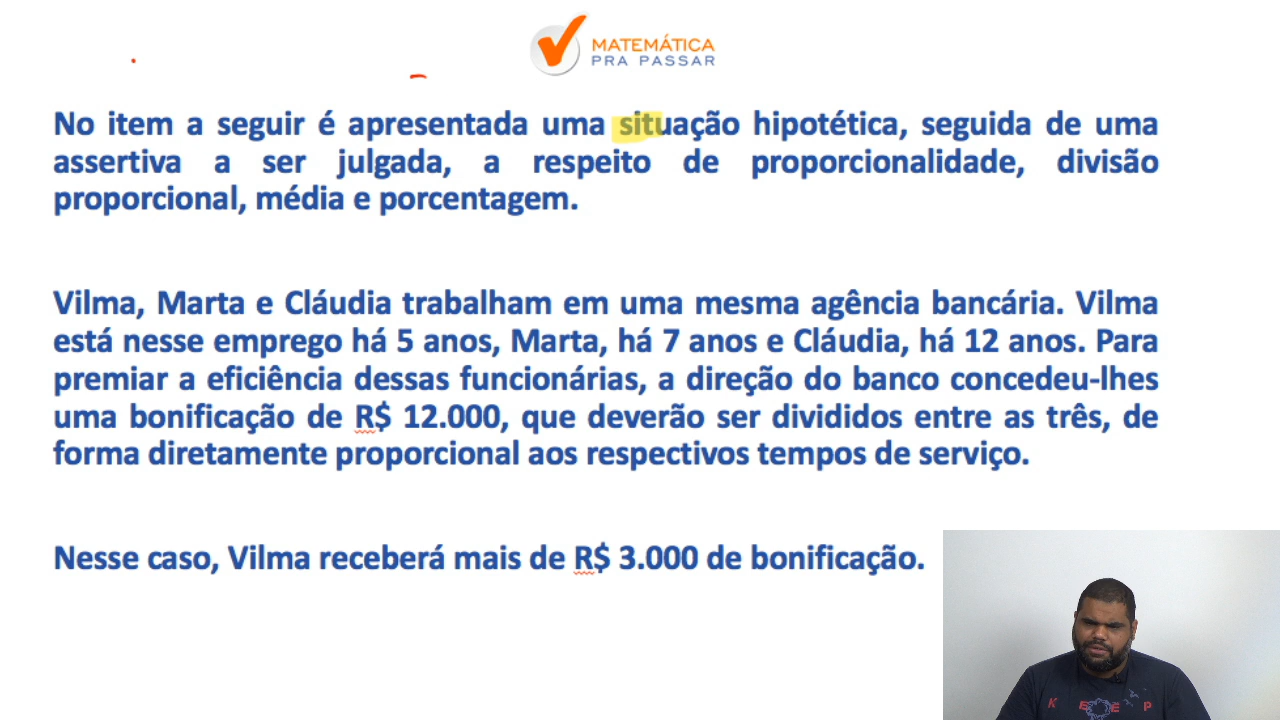 MATEMÁTICA
PRA PASSAR
No item a seguir é apresentada uma situação hipotética, seguida de uma
assertiva a ser julgada, a respeito de proporcionalidade, divisão
proporcional, média e porcentagem.
Vilma, Marta e Cláudia trabalham em uma mesma agência bancária. Vilma
está nesse emprego há 5 anos, Marta, há 7 anos e Cláudia, há 12 anos. Para
premiar a eficiência dessas funcionárias, a direção do banco concedeu-lhes
uma bonificação de R$ 12.000, que deverão ser divididos entre as três, de
forma diretamente proporcional aos respectivos tempos de serviço.
Nesse caso, Vilma receberá mais de R$ 3.000 de bonificação.
K E E P